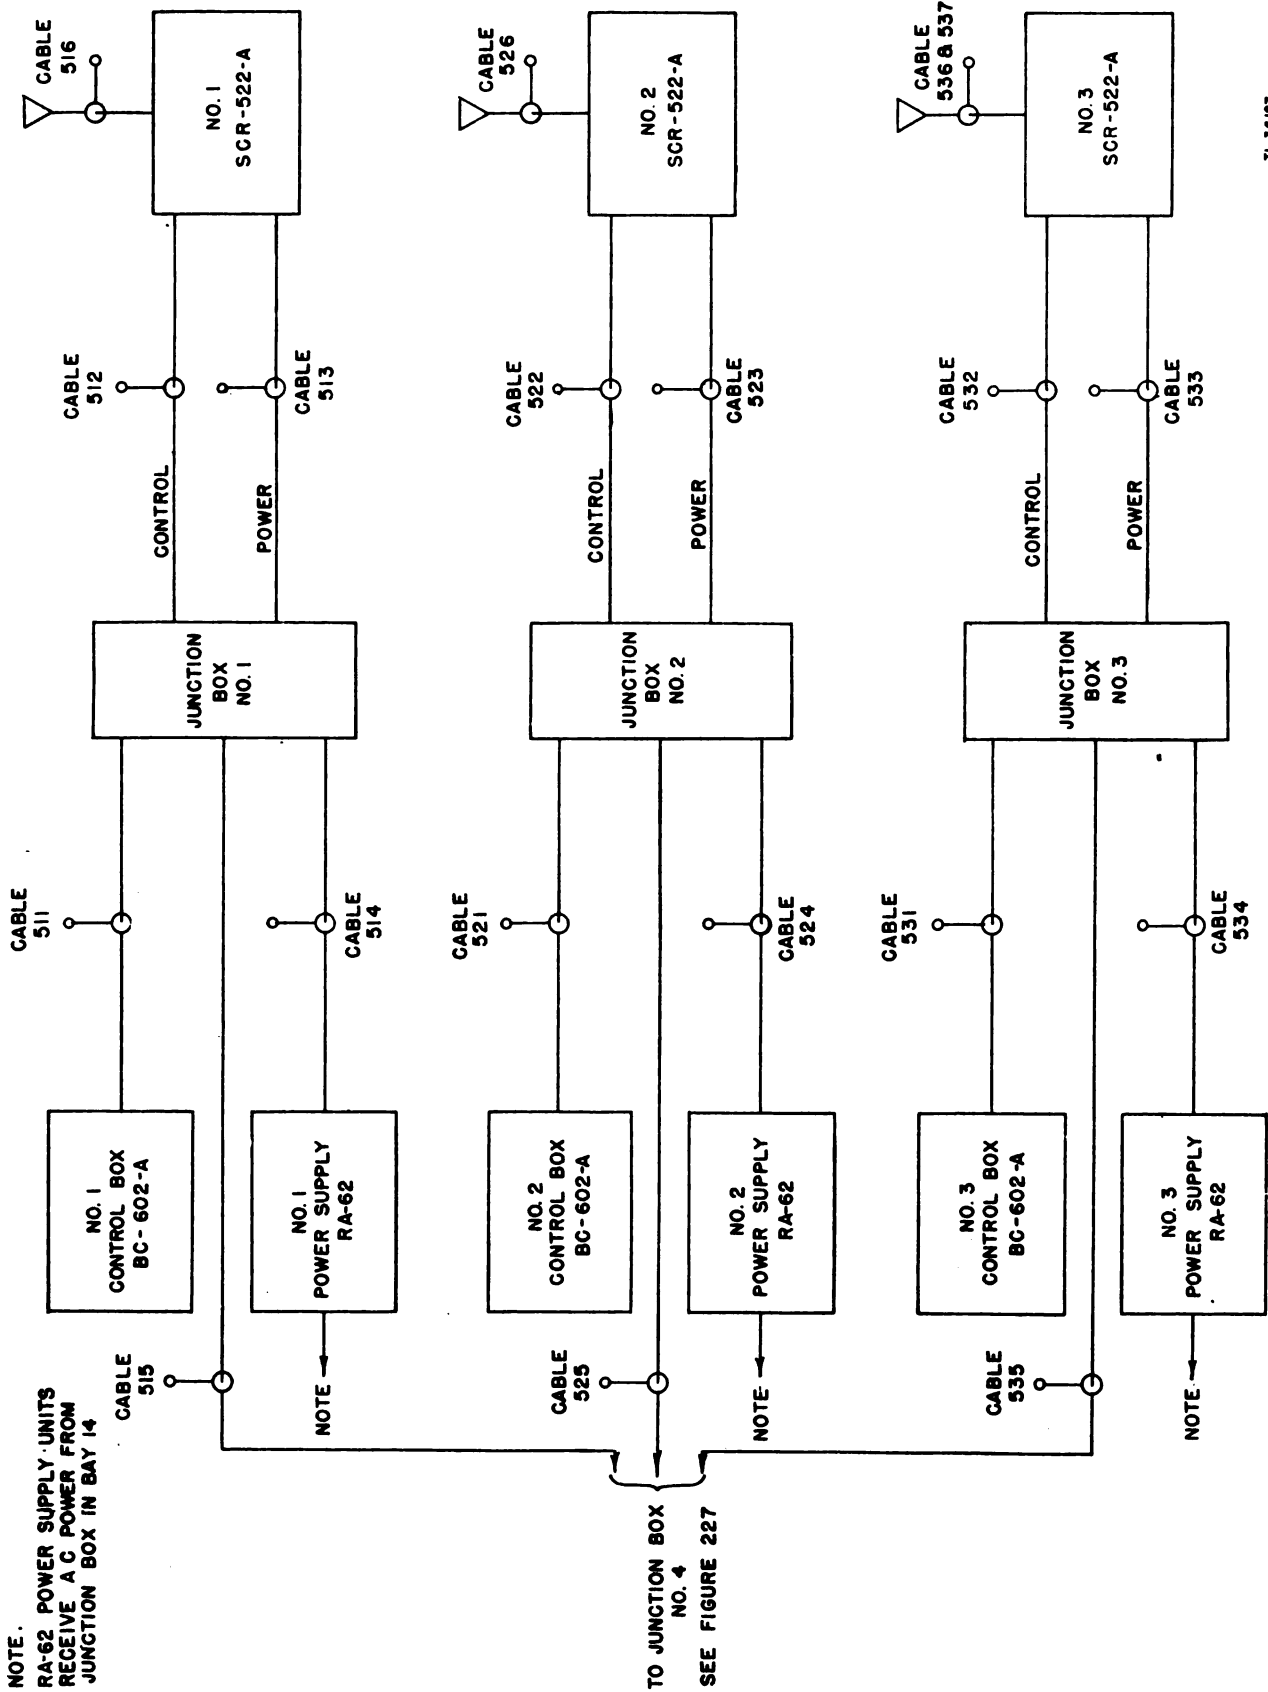 NOTE.
RA-62 POWER SUPPLY UNITS
RECEIVE A C POWER FROM
JUNCTION BOX IN BAY 14
NO. 1
CONTROL BOX
BC-602-A
CABLE
511
CABLE
515
NO. 1
POWER SUPPLY
RA-62
NOTE
CABLE
514
JUNCTION
BOX
NO. 1
CONTROL
CABLE
512
POWER
CABLE
513
CABLE
516
NO. 1
SCR-522-A
NO. 2
CONTROL BOX
BC-602-A
CABLE
521
CABLE
525
NO. 2
POWER SUPPLY
RA-62
NOTE
CABLE
524
JUNCTION
BOX
NO. 2
CONTROL
CABLE
522
POWER
CABLE
523
CABLE
526
NO. 2
SCR-522-A
TO JUNCTION BOX
NO. 4
SEE FIGURE 227
NO. 3
CONTROL BOX
BC-602-A
CABLE
531
CABLE
535
NO. 3
POWER SUPPLY
RA-62
NOTE
CABLE
534
JUNCTION
BOX
NO. 3
CONTROL
CABLE
532
POWER
CABLE
533
CABLE
536 & 537
NO. 3
SCR-522-A